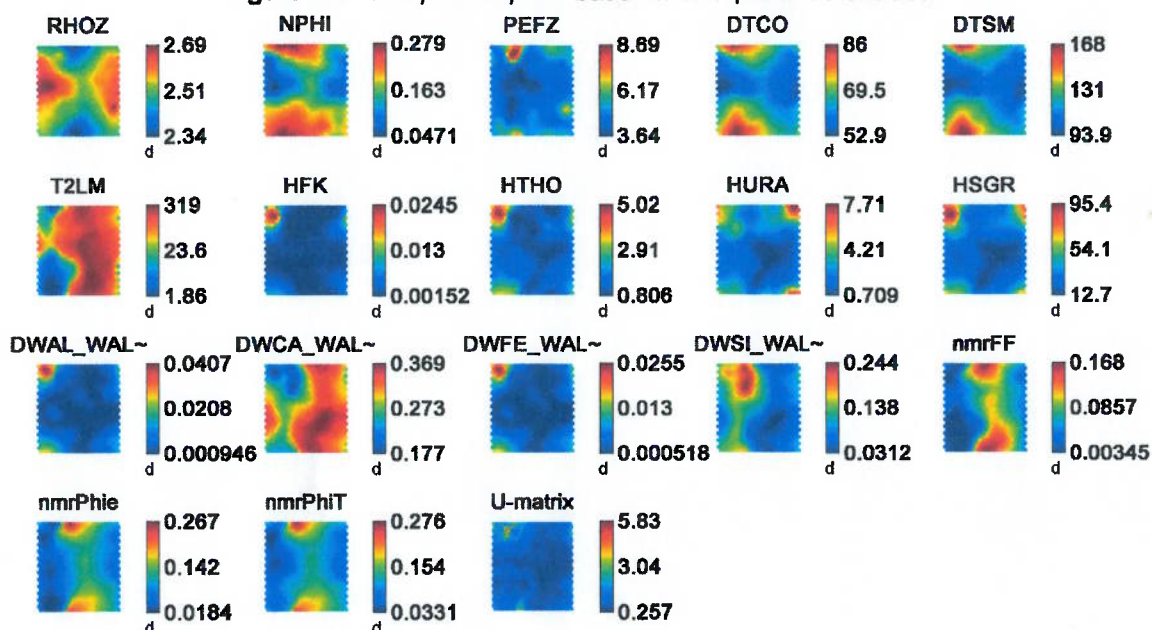 RHOZ NPHI PEFZ DTCO DTSM
2.69 0.279 8.69 86 168
2.51 0.163 6.17 69.5 131
2.34 0.0471 3.64 52.9 93.9
d d d d d
T2LM HFK HTHO HURA HSGR
319 0.0245 5.02 7.71 95.4
23.6 0.013 2.91 4.21 54.1
1.86 0.00152 0.806 0.709 12.7
d d d d d
DWAL_WAL~ DWCA_WAL~ DWFE_WAL~ DWSI_WAL~ nmrFF
0.0407 0.369 0.0255 0.244 0.168
0.0208 0.273 0.013 0.138 0.0857
0.000946 0.177 0.000518 0.0312 0.00345
d d d d d
nmrPhie nmrPhiT U-matrix
0.267 0.276 5.83
0.142 0.154 3.04
0.0184 0.0331 0.257
d d